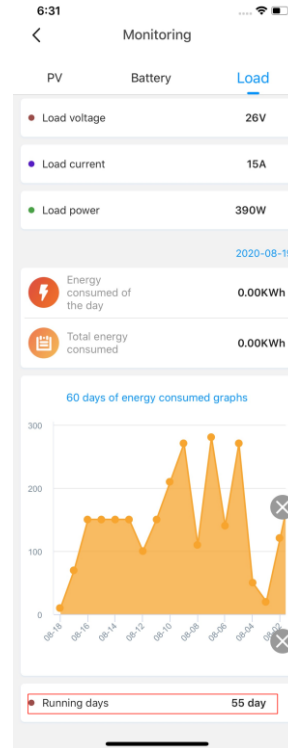 6:31
Monitoring
PV Battery Load
Load voltage 26V
Load current 15A
Load power 390W
2020-08-19
Energy
consumed of
the day
0.00KWh
Total energy
consumed
0.00KWh
60 days of energy consumed graphs
300
200
100
0
08-18 08-16 08-14 08-12 08-10 08-08 08-06 08-04 08-02
Running days 55 day